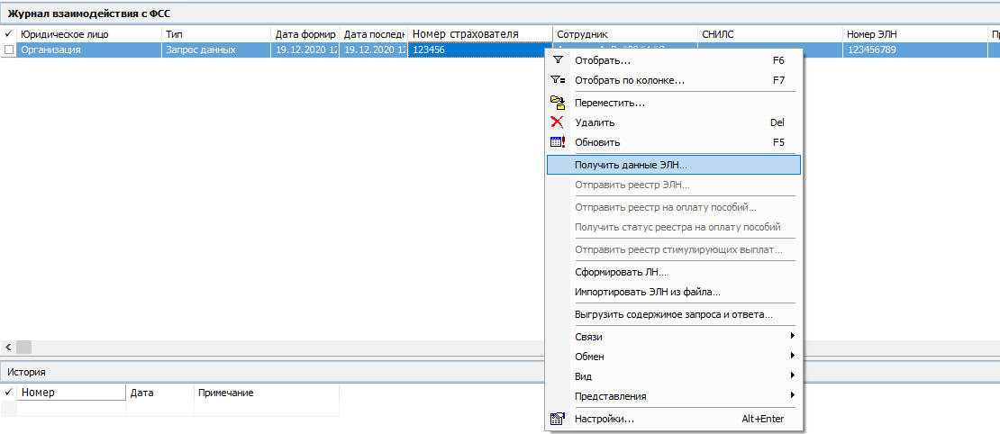 Журнал взаимодействия с ФСС
Юридическое лицо Тип Дата формир Дата последн Номер страхователя Сотрудник СНИЛС Номер ЭЛН
Организация Запрос данных 19.12.2020 12 19.12.2020 12 123456 123456789
Отобрать... F6
Отобрать по колонке... F7
Переместить...
Удалить Del
Обновить F5
Получить данные ЭЛН...
Отправить реестр ЭЛН...
Отправить реестр на оплату пособий...
Получить статус реестра на оплату пособий
Отправить реестр стимулирующих выплат...
Сформировать ЛН...
Импортировать ЭЛН из файла...
Выгрузить содержимое запроса и ответа...
Связи
Обмен
Вид
Представления
Настройки... Alt+Enter
История
Номер Дата Примечание